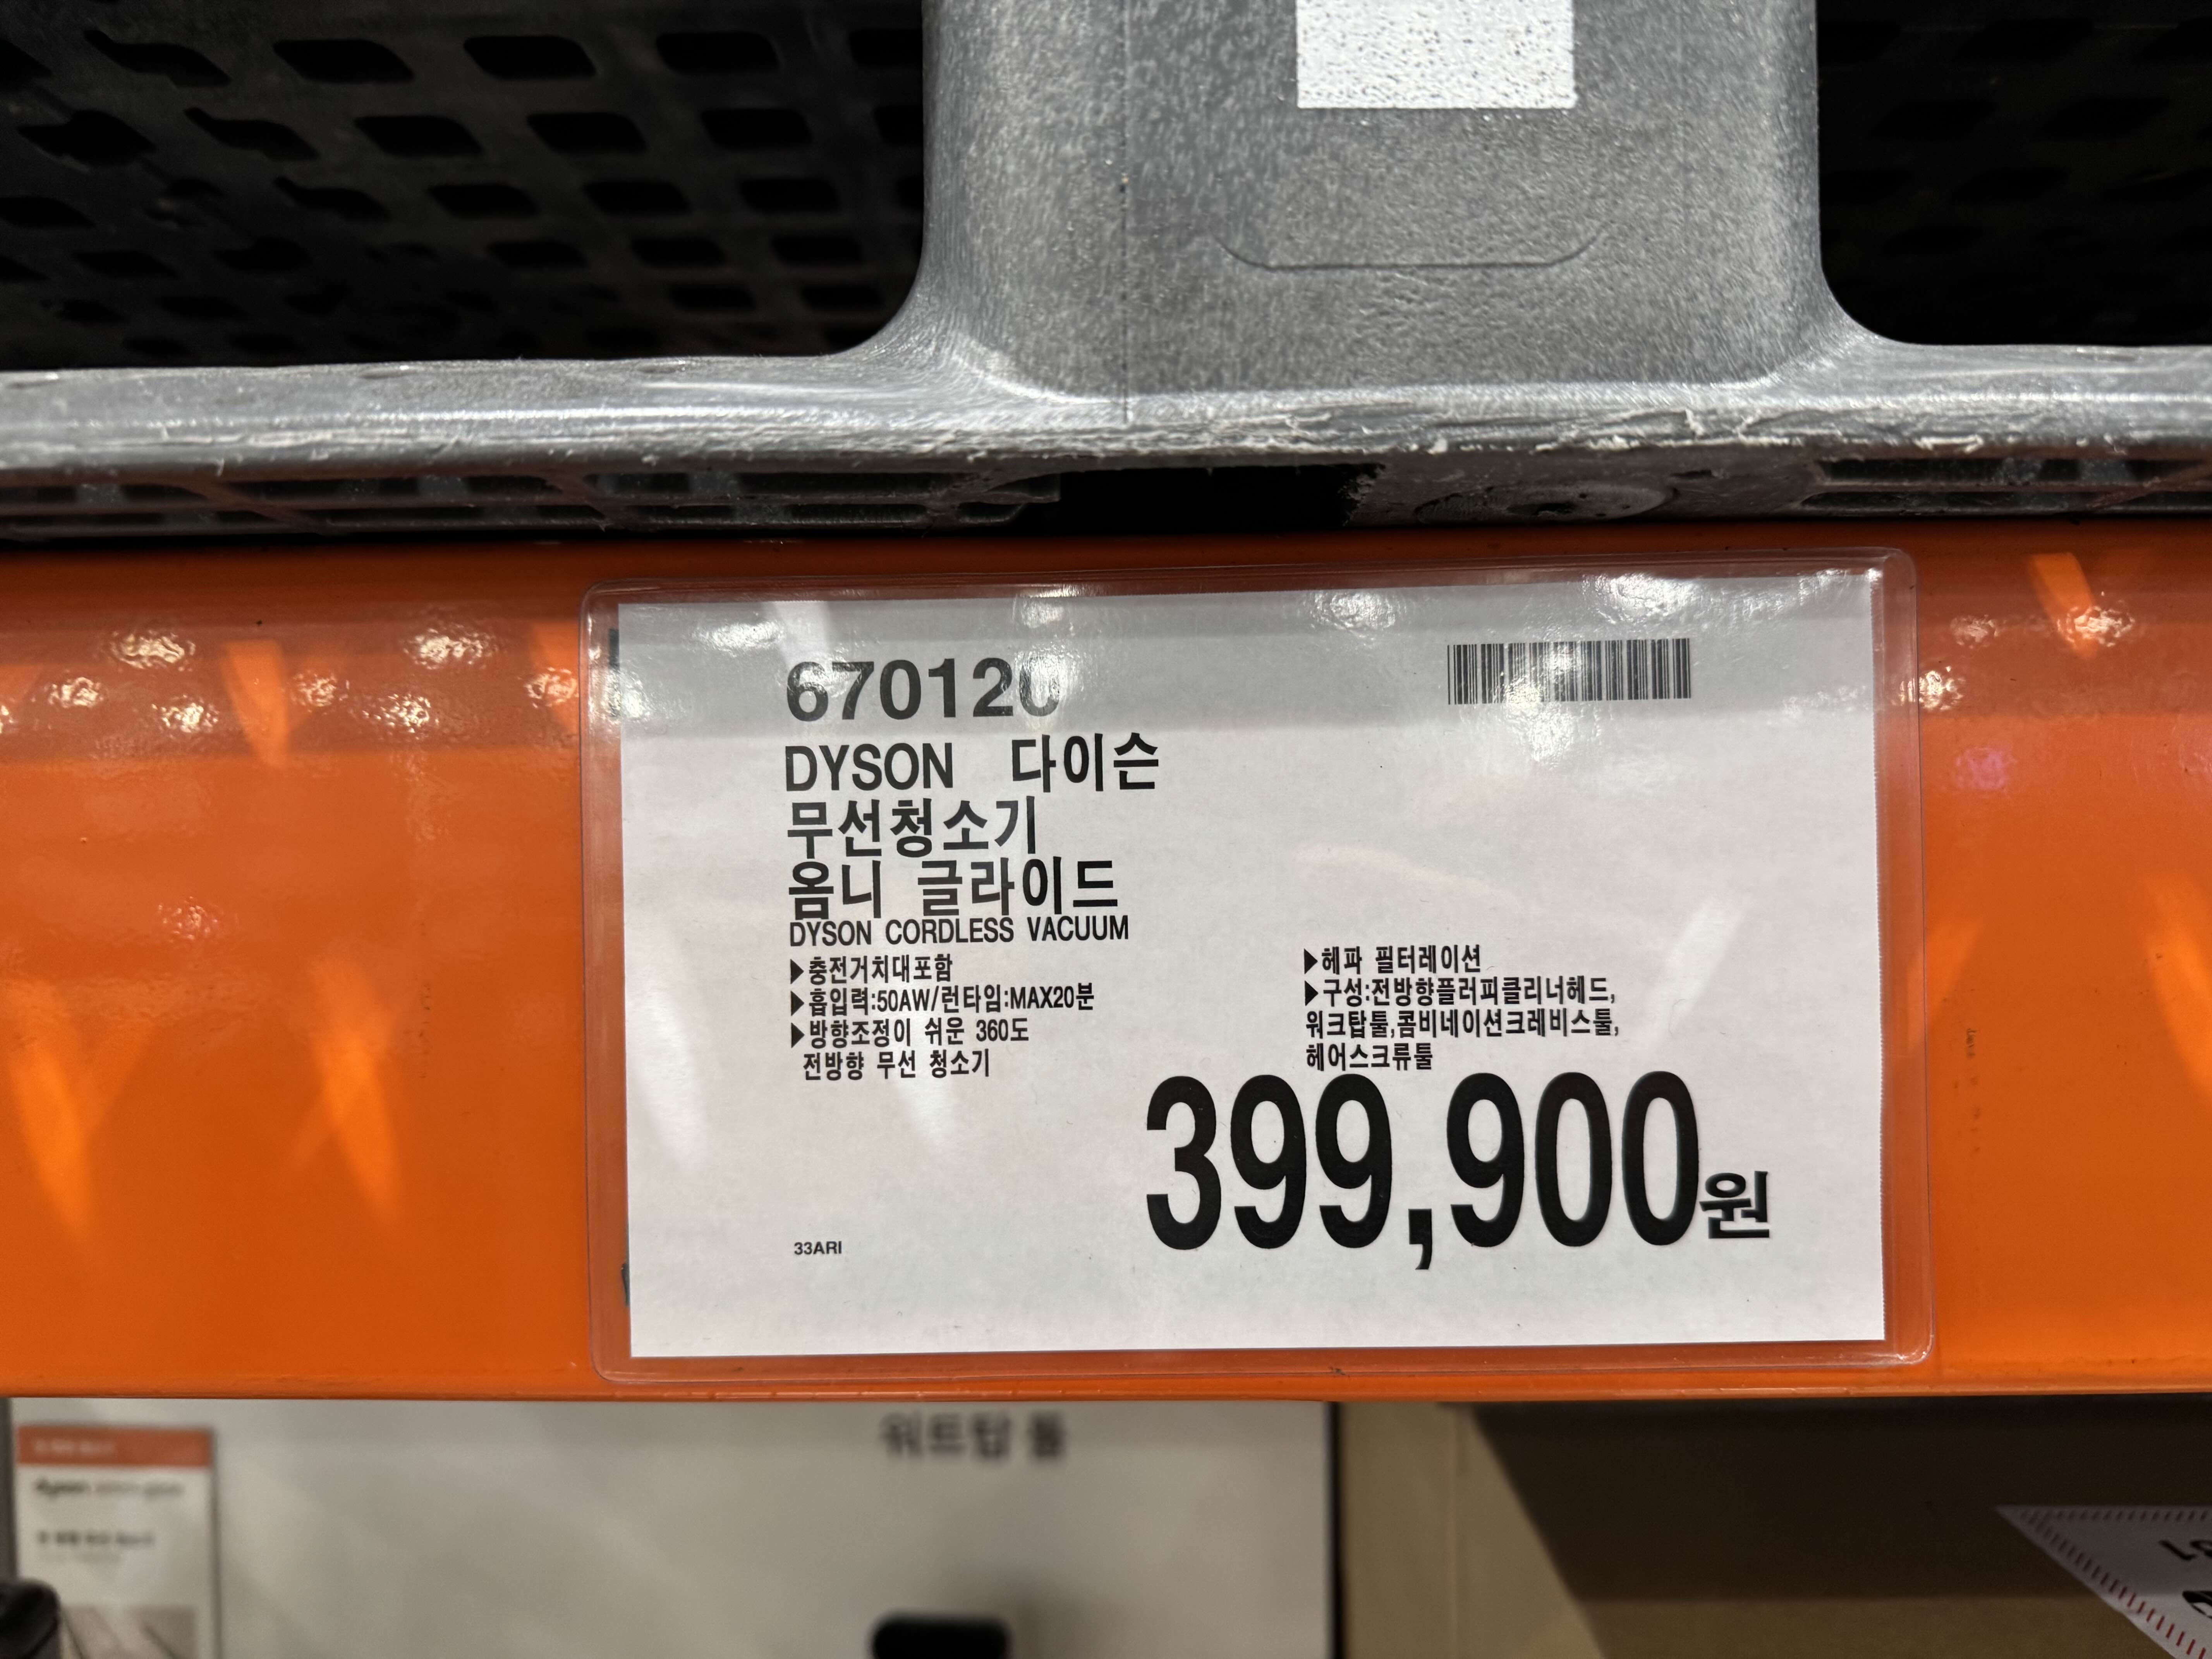 670120
DYSON 다이슨
무선청소기
옴니 글라이드
DYSON CORDLESS VACUUM
▶충전거치대포함
▶흡입력:50AW/런타임:MAX20분
▶방향조정이 쉬운 360도
전방향 무선 청소기
▶헤파 필터레이션
▶구성:전방향플러피클리너헤드,
워크탑툴,콤비네이션크레비스툴,
헤어스크류툴
399,900원
33ARI
워크탑 툴
dyson